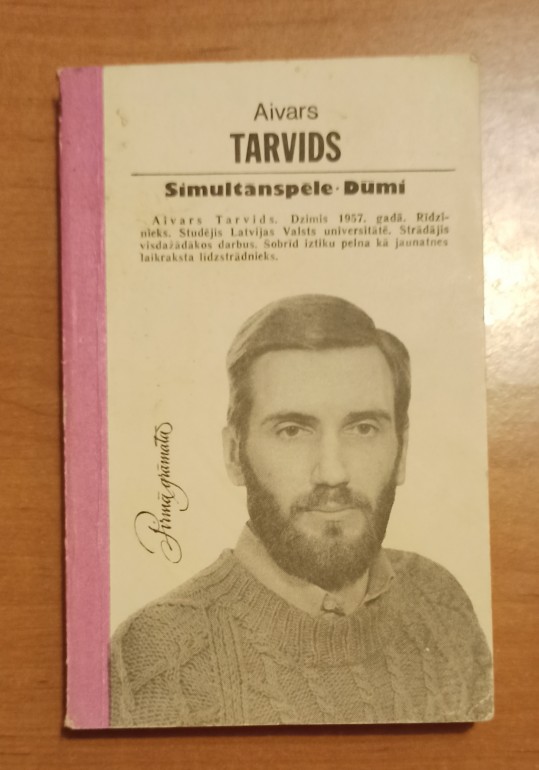 Aivars
TARVIDS
Simultānspēle · Dūmi
Aivars Tarvids. Dzimis 1957. gadā. Rīdzi-
nieks. Studējis Latvijas Valsts universitātē. Strādājis
visdažādākos darbus. Šobrīd iztiku pelna kā jaunatnes
laikraksta līdzstrādnieks.
Pirmā grāmata